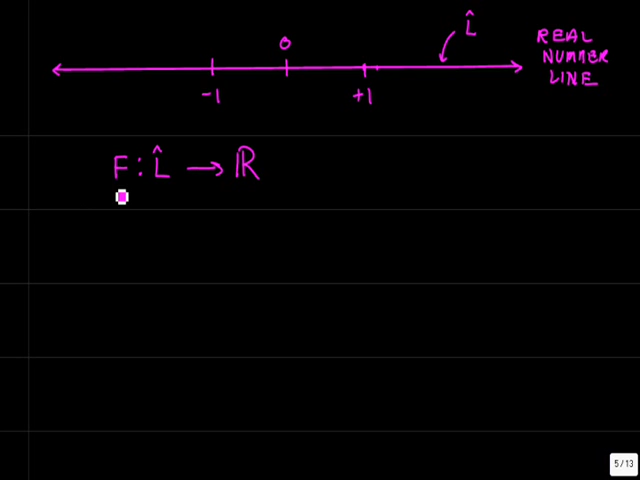 0
L̂
REAL
NUMBER
LINE
-1
+1
F: L̂ → ℝ
5/13